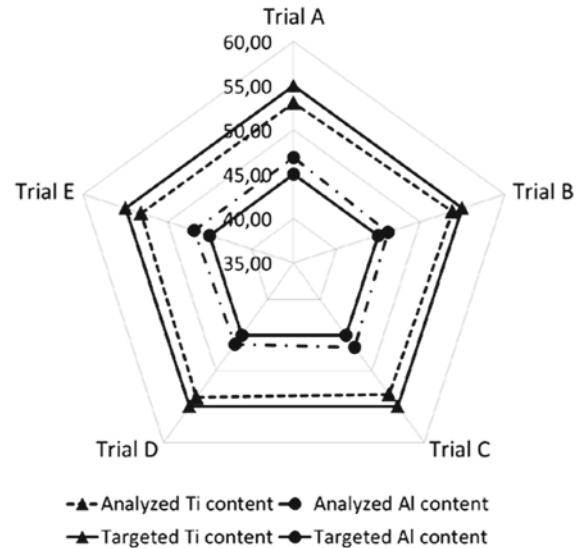 Trial A
60,00
55,00
50,00
45,00
40,00
35,00
Trial E
Trial B
Trial D
Trial C
Analyzed Ti content
Analyzed Al content
Targeted Ti content
Targeted Al content